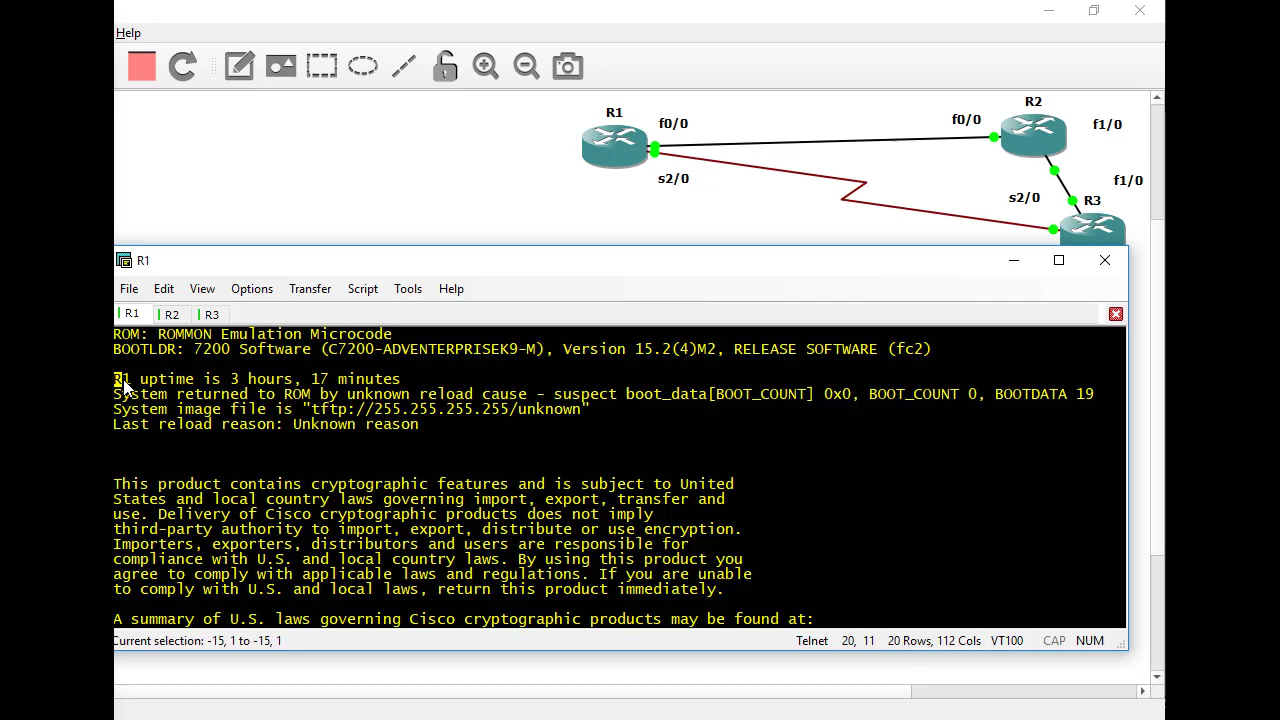 Help
R1
f0/0
s2/0
f0/0
R2
f1/0
f1/0
s2/0
R3
R1
File Edit View Options Transfer Script Tools Help
R1 R2 R3
ROM: ROMMON Emulation Microcode
BOOTLDR: 7200 Software (C7200-ADVENTERPRISEK9-M), Version 15.2(4)M2, RELEASE SOFTWARE (fc2)
R1 uptime is 3 hours, 17 minutes
System returned to ROM by unknown reload cause - suspect boot_data[BOOT_COUNT] 0x0, BOOT_COUNT 0, BOOTDATA 19
System image file is "tftp://255.255.255.255/unknown"
Last reload reason: Unknown reason
This product contains cryptographic features and is subject to United
States and local country laws governing import, export, transfer and
use. Delivery of Cisco cryptographic products does not imply
third-party authority to import, export, distribute or use encryption.
Importers, exporters, distributors and users are responsible for
compliance with U.S. and local country laws. By using this product you
agree to comply with applicable laws and regulations. If you are unable
to comply with U.S. and local laws, return this product immediately.
A summary of U.S. laws governing Cisco cryptographic products may be found at:
Current selection: -15, 1 to -15, 1 Telnet 20, 11 20 Rows, 112 Cols VT100 CAP NUM